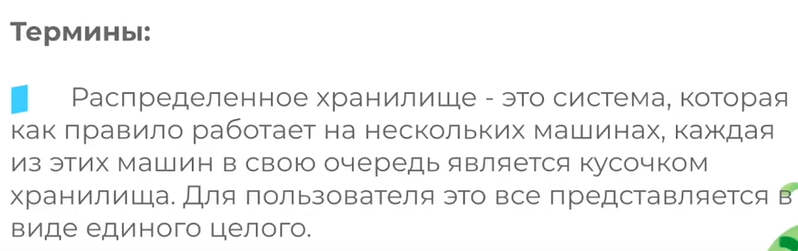 Термины:
Распределенное хранилище - это система, которая
как правило работает на нескольких машинах, каждая
из этих машин в свою очередь является кусочком
хранилища. Для пользователя это все представляется в
виде единого целого.